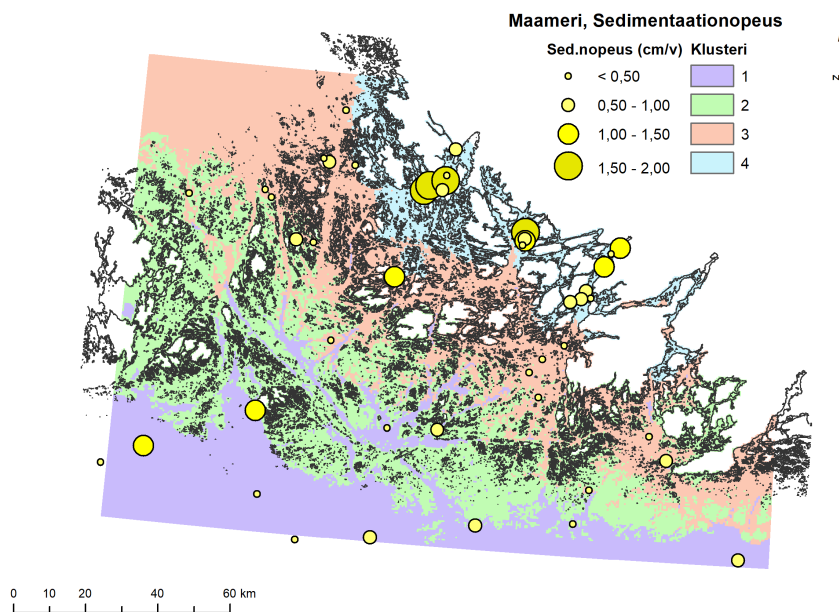 Maameri, Sedimentaationopeus
Sed.nopeus (cm/v) Klusteri
< 0,50 1
0,50 - 1,00 2
1,00 - 1,50 3
1,50 - 2,00 4
0 10 20 40 60 km